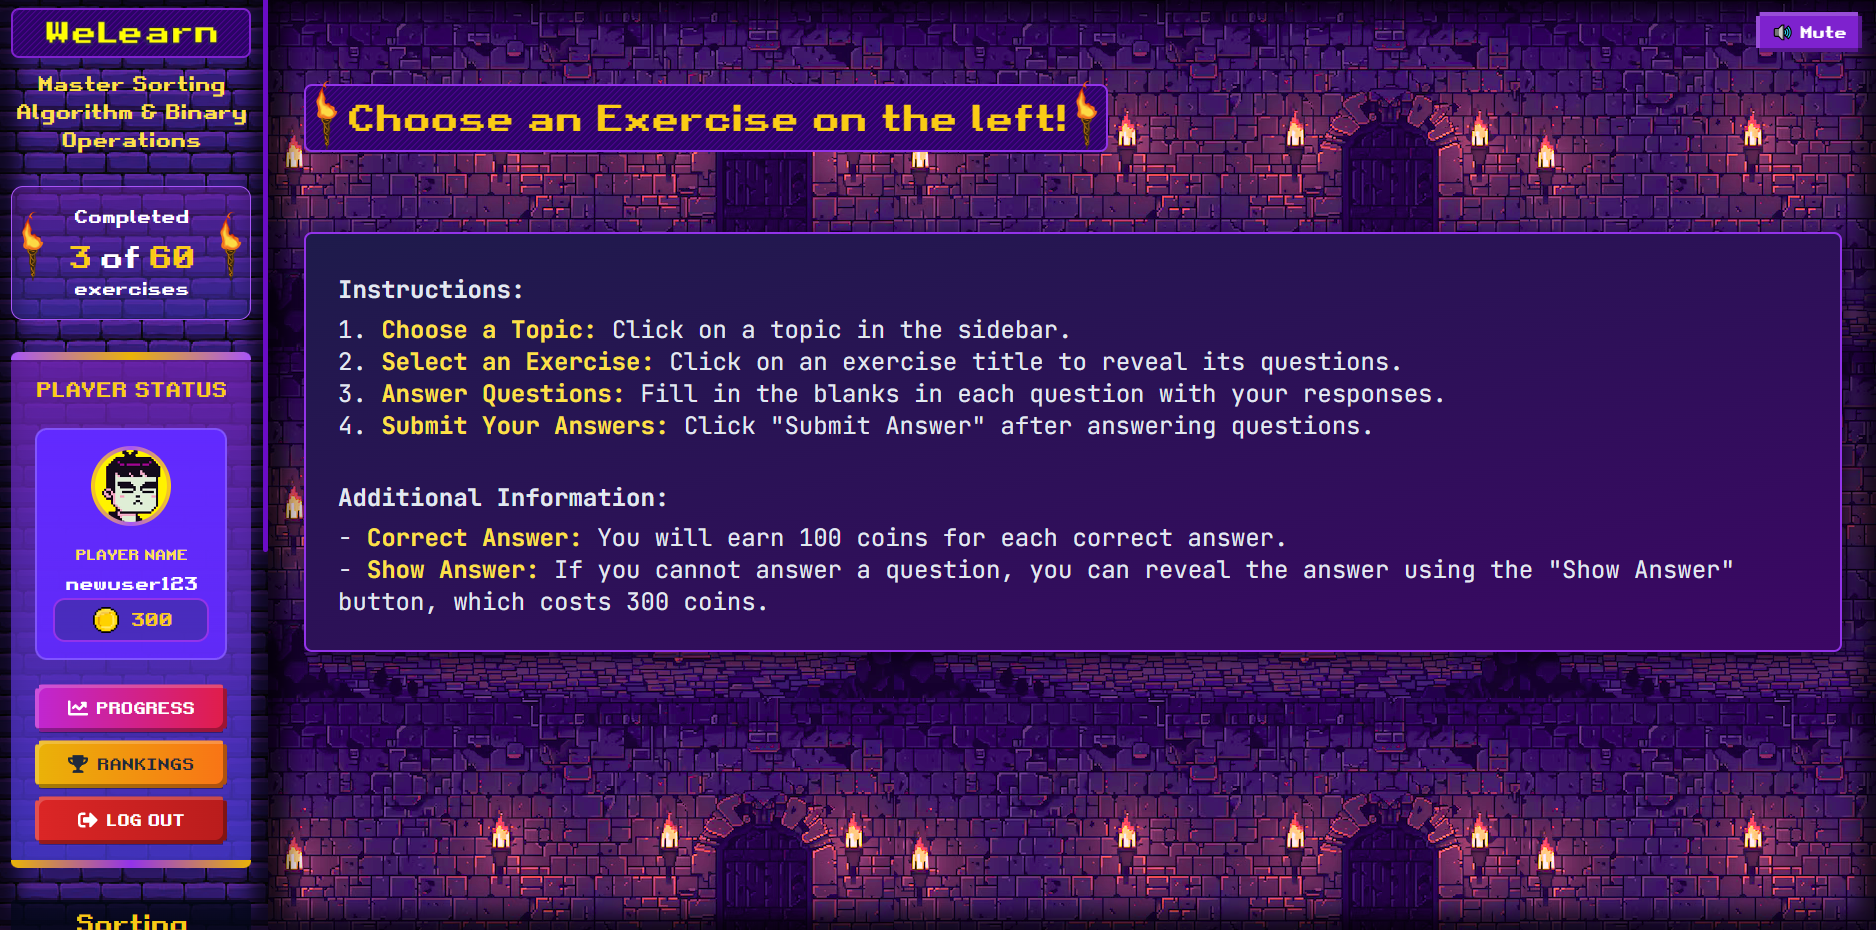 WeLearn
Master Sorting
Algorithm & Binary
Operations
Completed
3 of 60
exercises
PLAYER STATUS
PLAYER NAME
newuser123
300
PROGRESS
RANKINGS
LOG OUT
Sorting
Mute
Choose an Exercise on the left!
Instructions:
1. Choose a Topic: Click on a topic in the sidebar.
2. Select an Exercise: Click on an exercise title to reveal its questions.
3. Answer Questions: Fill in the blanks in each question with your responses.
4. Submit Your Answers: Click "Submit Answer" after answering questions.
Additional Information:
- Correct Answer: You will earn 100 coins for each correct answer.
- Show Answer: If you cannot answer a question, you can reveal the answer using the "Show Answer"
button, which costs 300 coins.